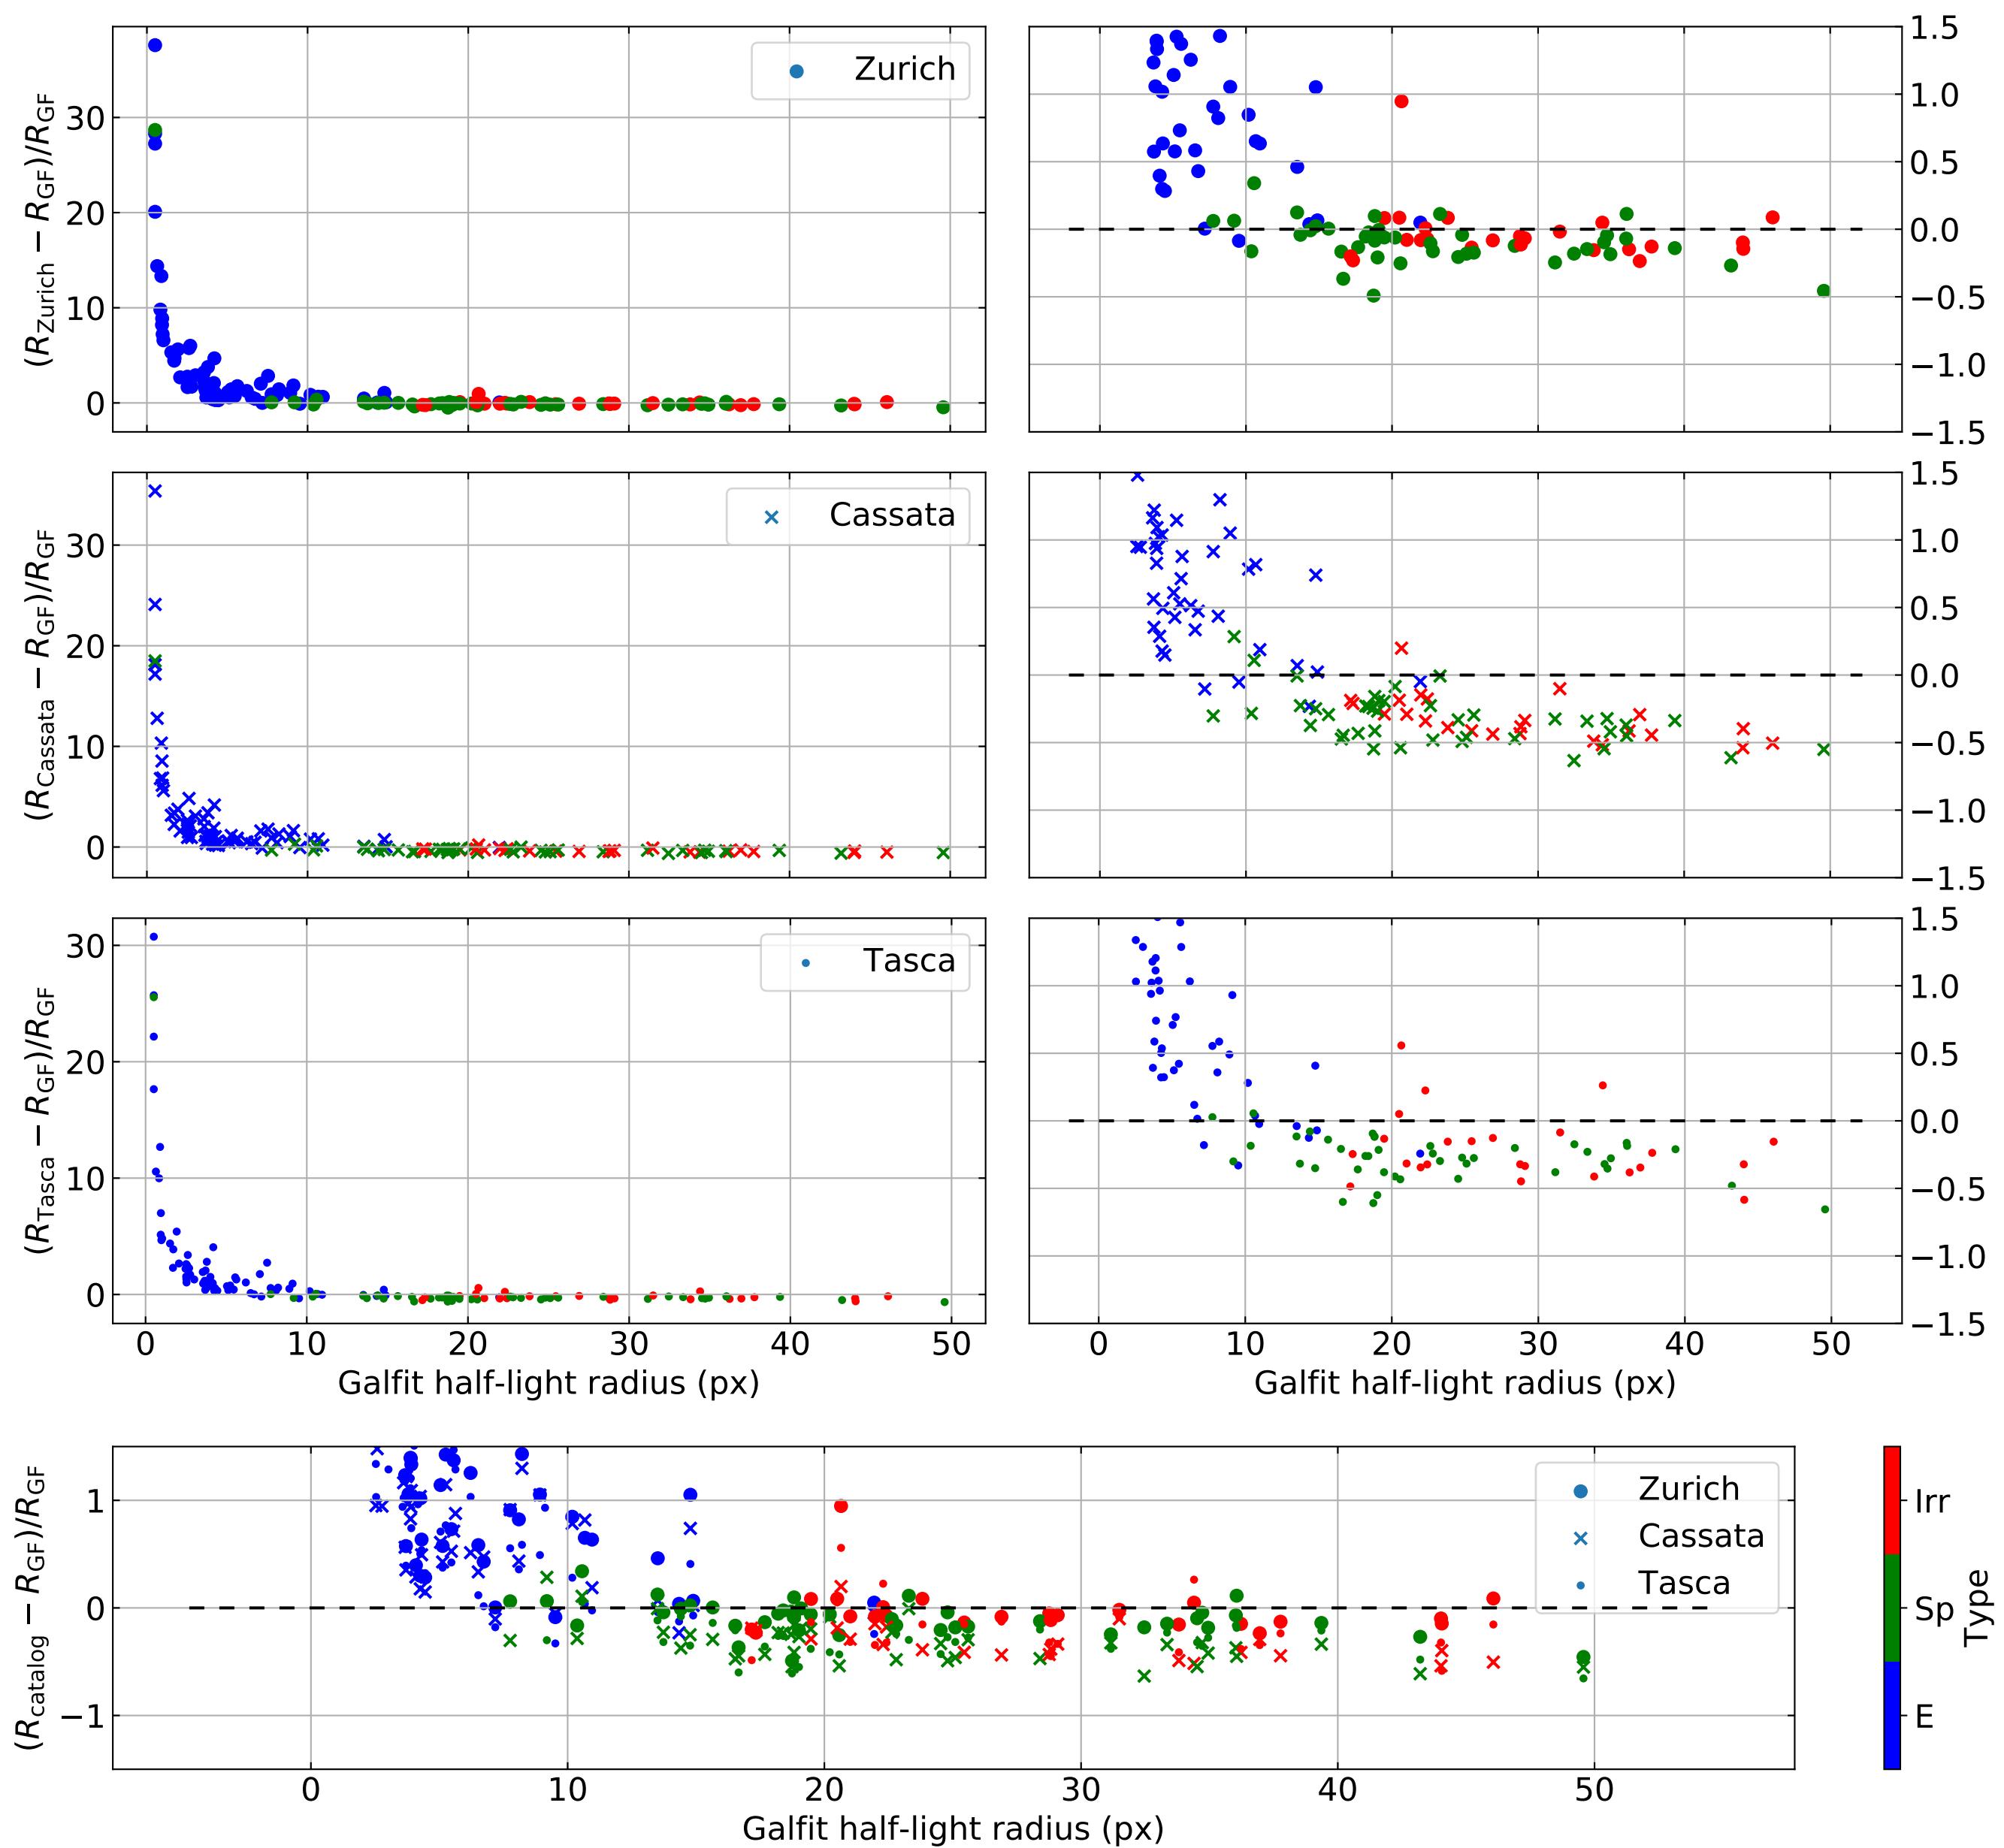 Zurich
(R_Zurich − R_GF)/R_GF
30
20
10
0
1.5
1.0
0.5
0.0
−0.5
−1.0
−1.5
Cassata
(R_Cassata − R_GF)/R_GF
30
20
10
0
1.5
1.0
0.5
0.0
−0.5
−1.0
−1.5
Tasca
(R_Tasca − R_GF)/R_GF
30
20
10
0
1.5
1.0
0.5
0.0
−0.5
−1.0
−1.5
0 10 20 30 40 50
Galfit half-light radius (px)
0 10 20 30 40 50
Galfit half-light radius (px)
(R_catalog − R_GF)/R_GF
1
0
−1
Zurich
Cassata
Tasca
Irr
Sp
E
Type
0 10 20 30 40 50
Galfit half-light radius (px)